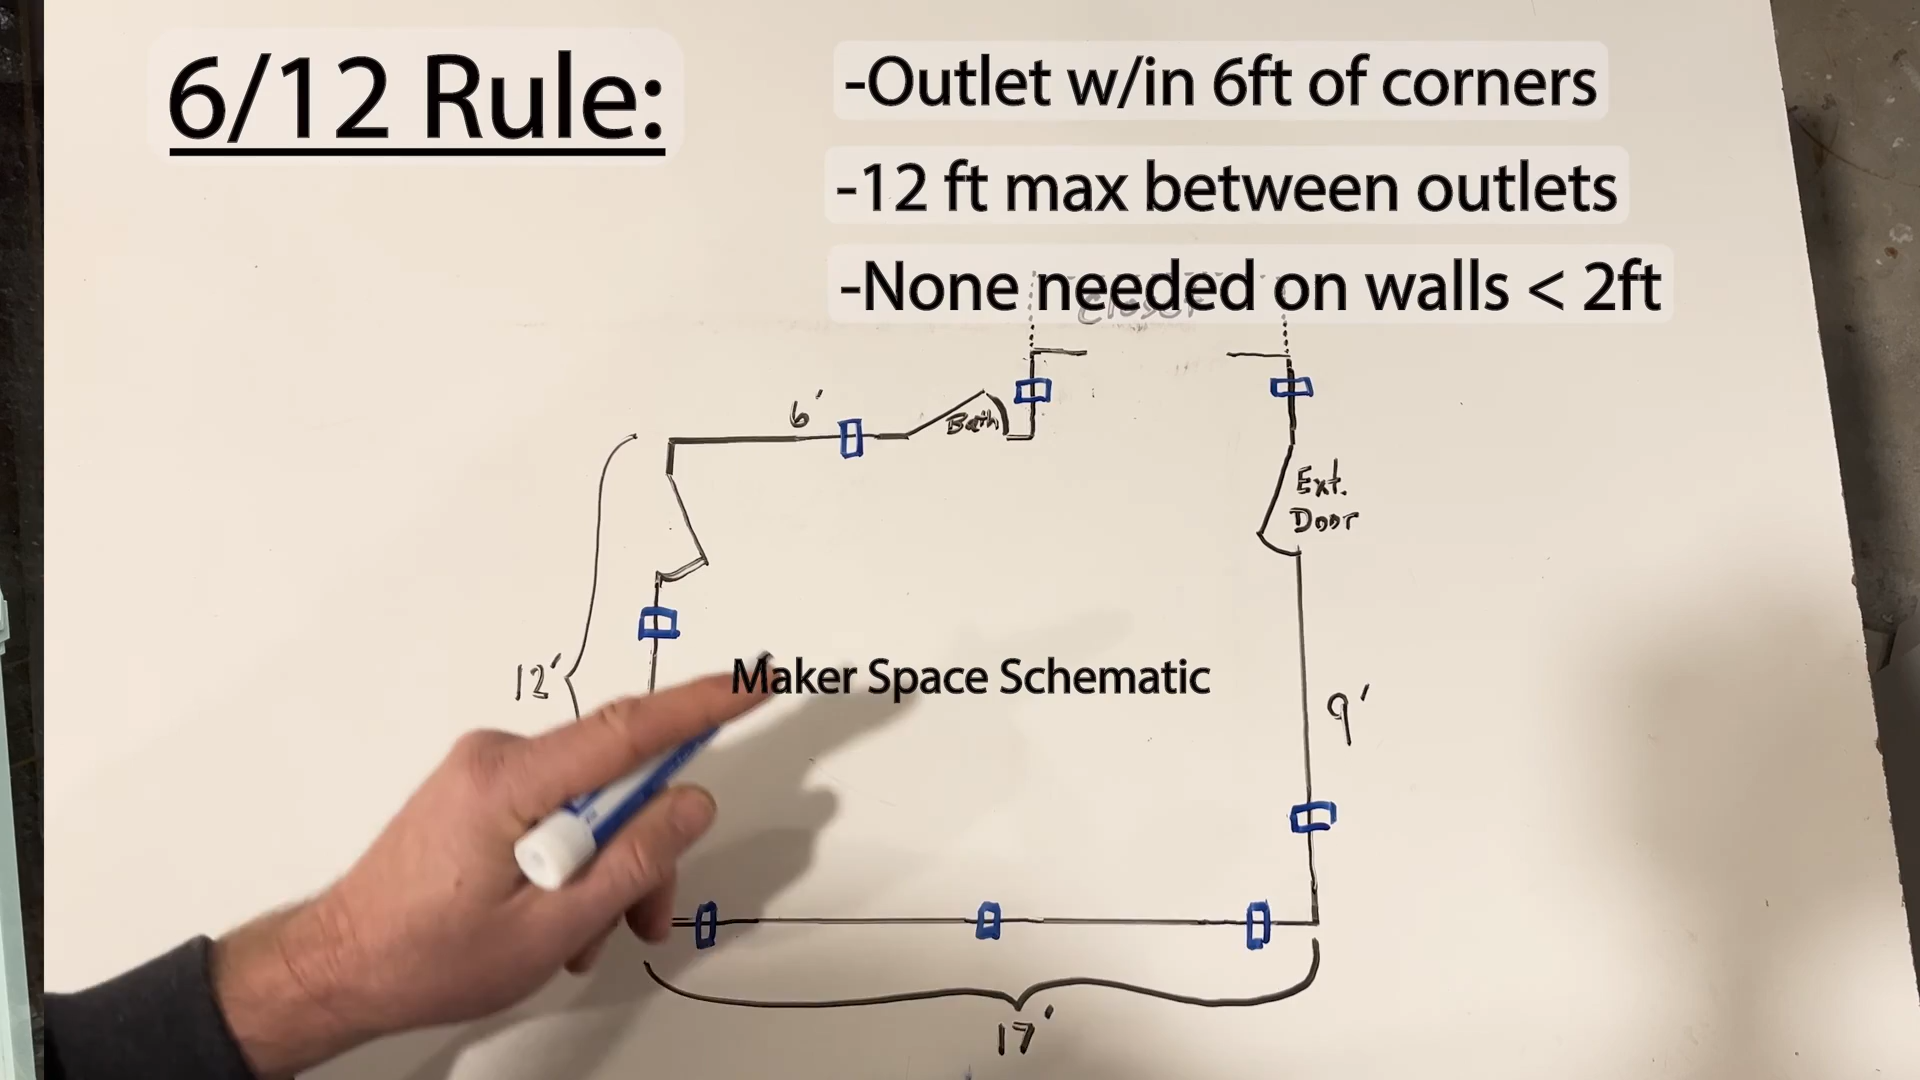 6/12 Rule:
-Outlet w/in 6ft of corners
-12 ft max between outlets
-None needed on walls < 2ft
Closet
6'
Bath
Ext.
Door
12'
Maker Space Schematic
9'
17'